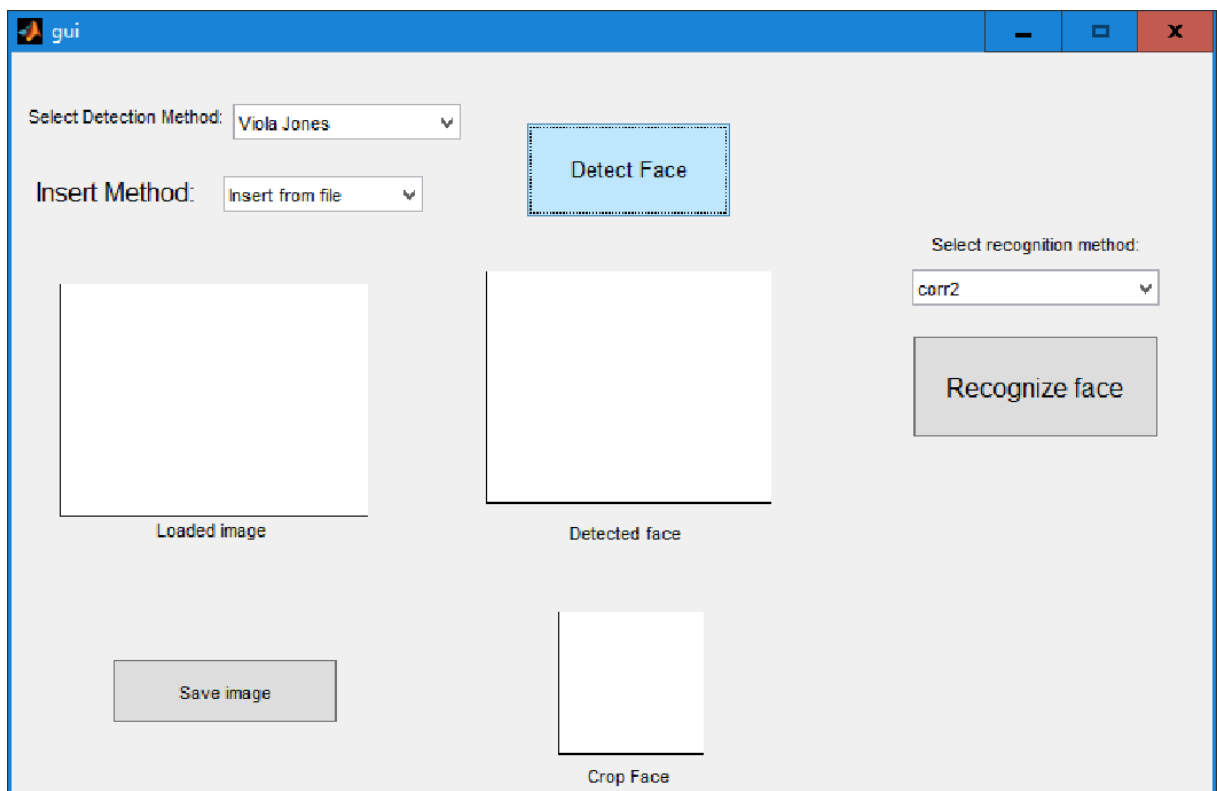 gui
Select Detection Method:
Viola Jones
Detect Face
Insert Method:
Insert from file
Select recognition method:
corr2
Recognize face
Loaded image
Detected face
Save image
Crop Face